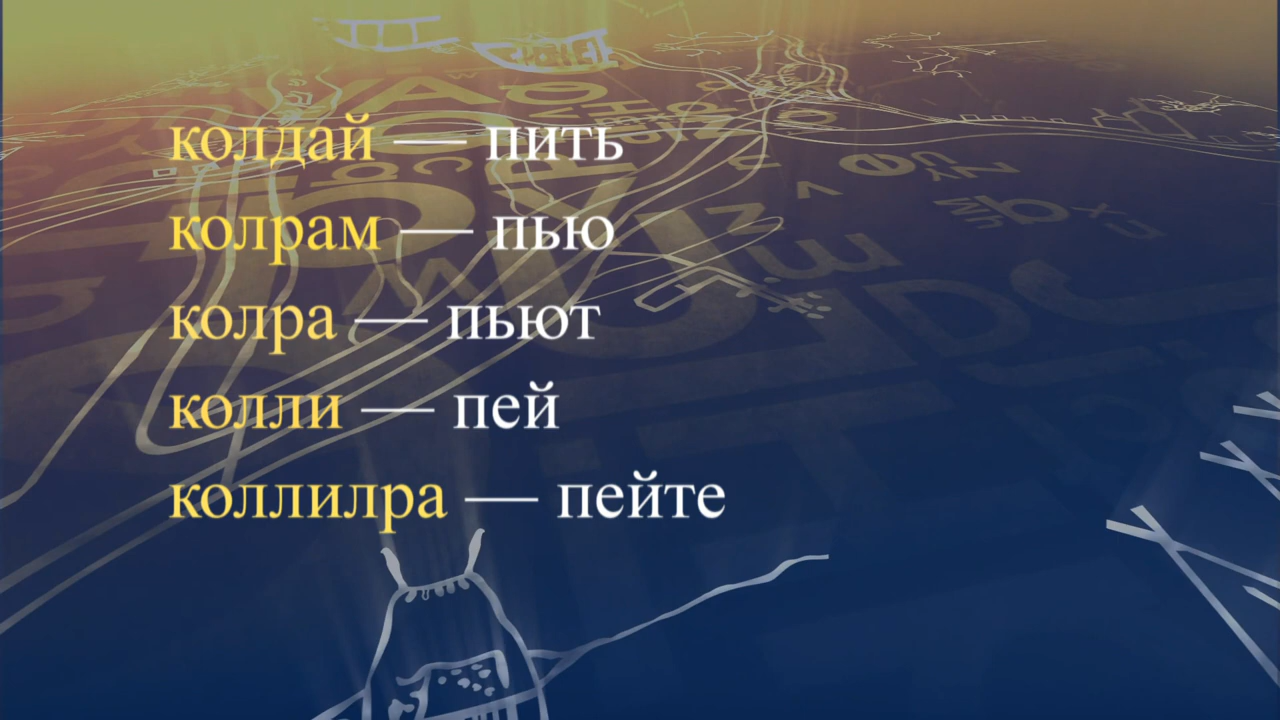 колдай — пить
колрам — пью
колра — пьют
колли — пей
коллилра — пейте